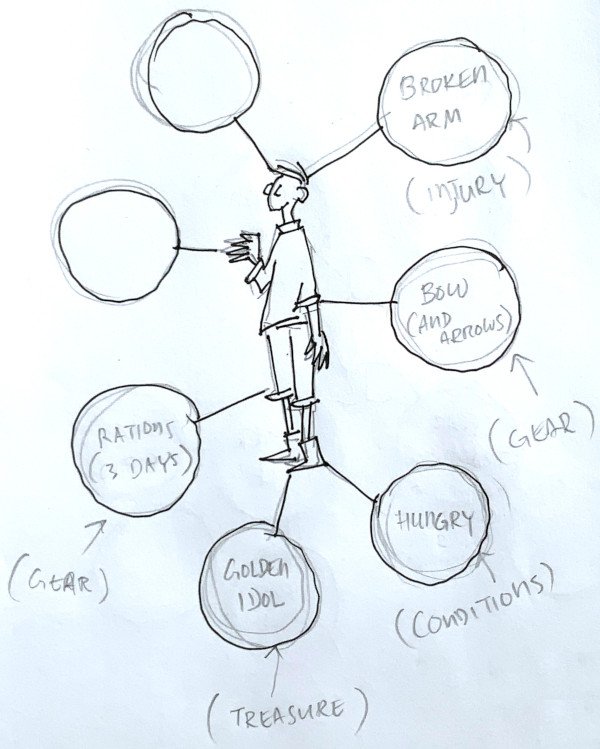 BROKEN
ARM
(INJURY)
BOW
(AND
ARROWS)
(GEAR)
RATIONS
(3 DAYS)
(GEAR)
HUNGRY
(CONDITIONS)
GOLDEN
IDOL
(TREASURE)